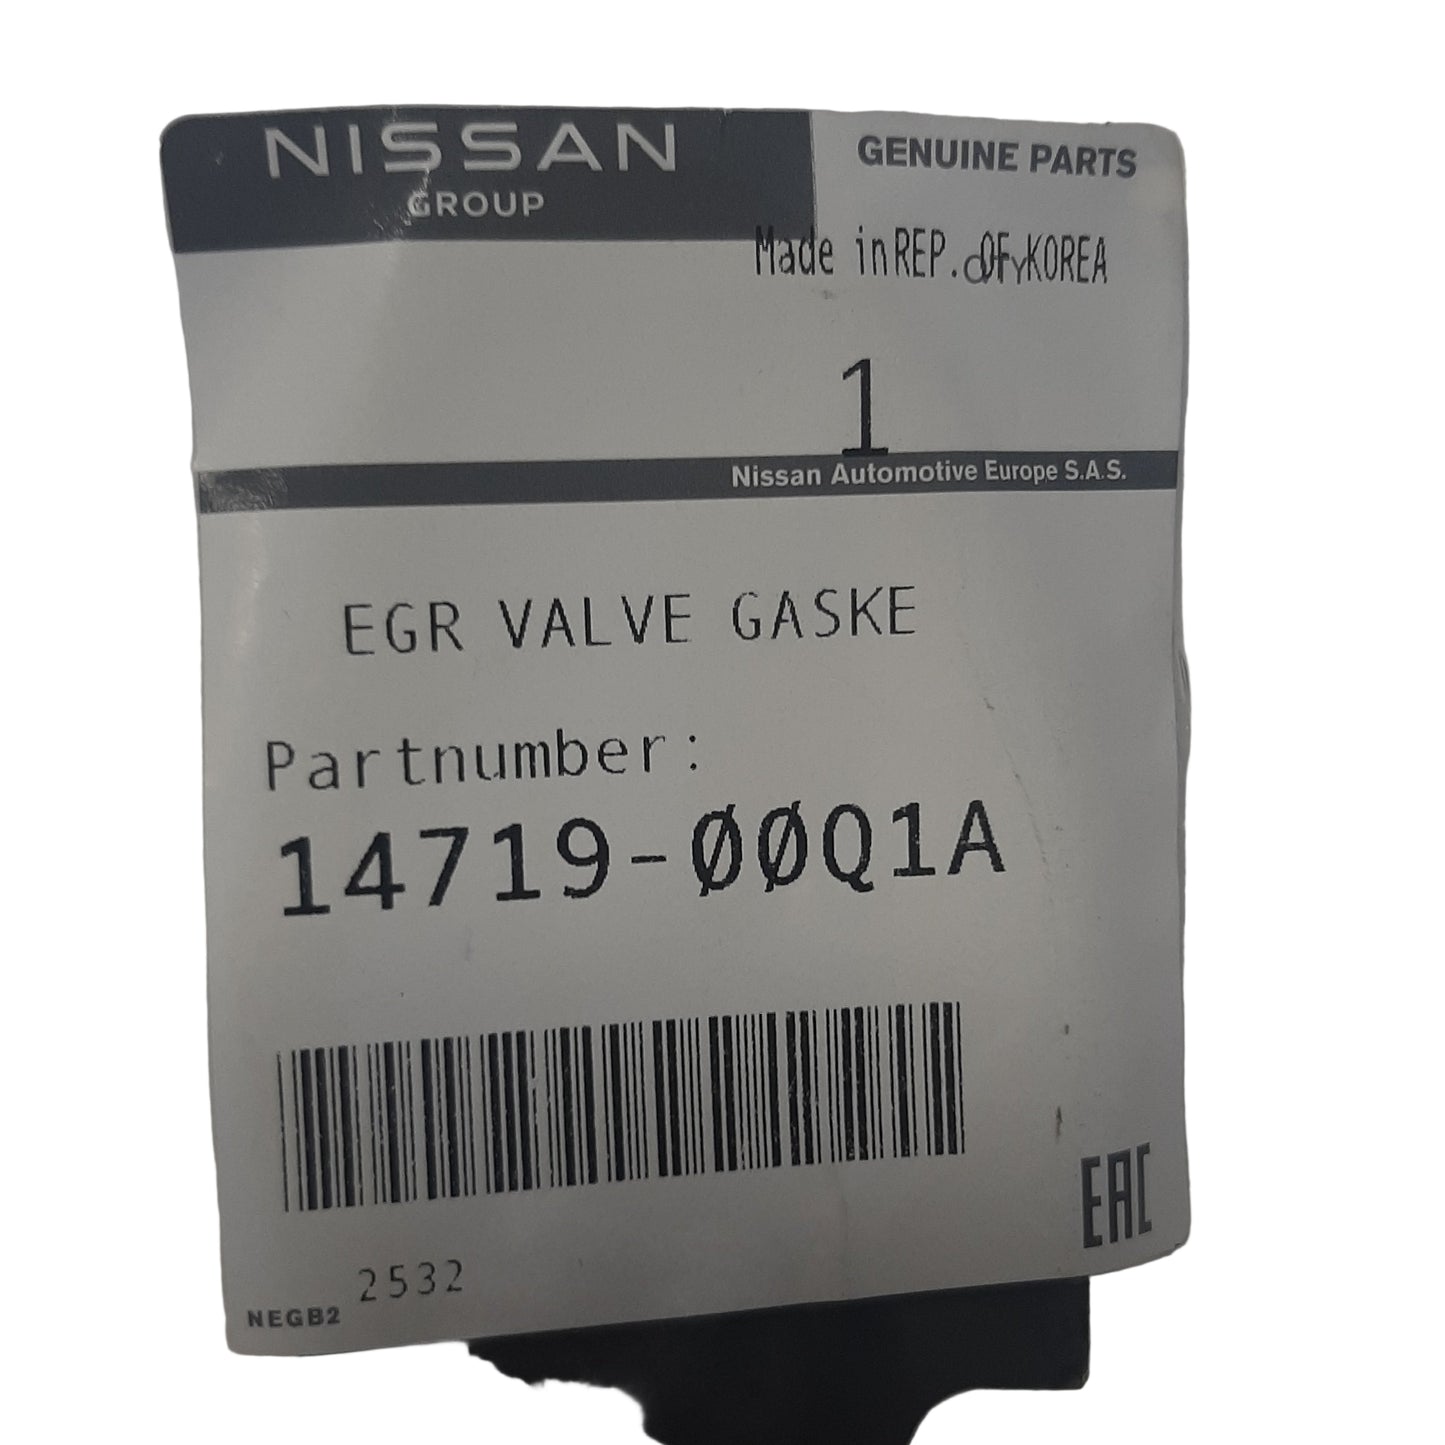 NISSAN
GROUP
GENUINE PARTS
Made in REP. OF KOREA
1
Nissan Automotive Europe S.A.S.
EGR VALVE GASKE
Partnumber:
14719-00Q1A
EAC
2532
NEGB2